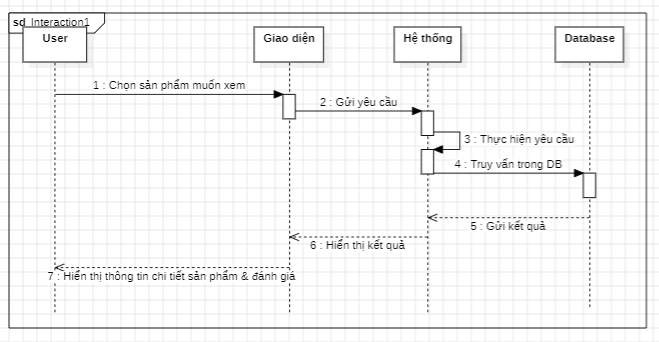 sd Interaction1
User
Giao diện
Hệ thống
Database
1 : Chọn sản phẩm muốn xem
2 : Gửi yêu cầu
3 : Thực hiện yêu cầu
4 : Truy vấn trong DB
5 : Gửi kết quả
6 : Hiển thị kết quả
7 : Hiển thị thông tin chi tiết sản phẩm & đánh giá